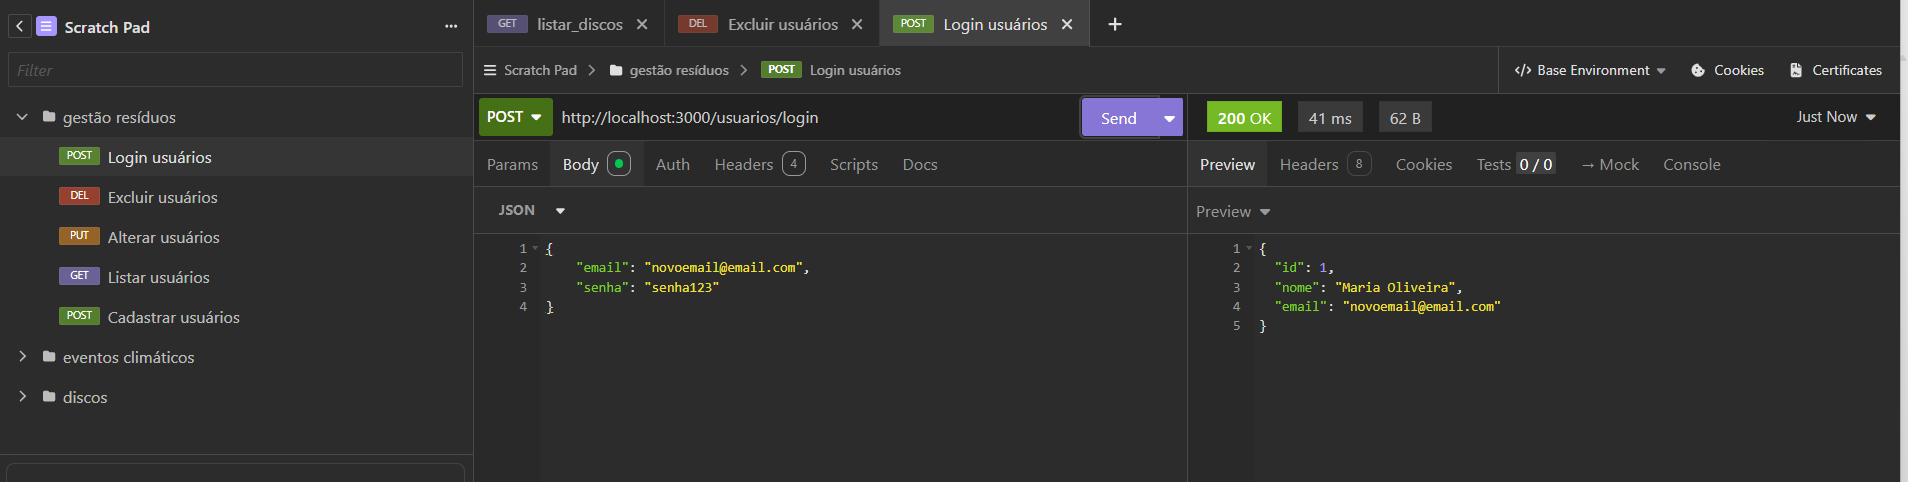 Scratch Pad
Filter
gestão resíduos
POST Login usuários
DEL Excluir usuários
PUT Alterar usuários
GET Listar usuários
POST Cadastrar usuários
eventos climáticos
discos
GET listar_discos
DEL Excluir usuários
POST Login usuários
Scratch Pad
gestão resíduos
POST Login usuários
Base Environment
Cookies
Certificates
POST
http://localhost:3000/usuarios/login
Send
Params
Body
Auth
Headers 4
Scripts
Docs
JSON
1 {
2 "email": "novoemail@email.com",
3 "senha": "senha123"
4 }
200 OK
41 ms
62 B
Just Now
Preview
Headers 8
Cookies
Tests 0 / 0
→ Mock
Console
Preview
1 {
2 "id": 1,
3 "nome": "Maria Oliveira",
4 "email": "novoemail@email.com"
5 }